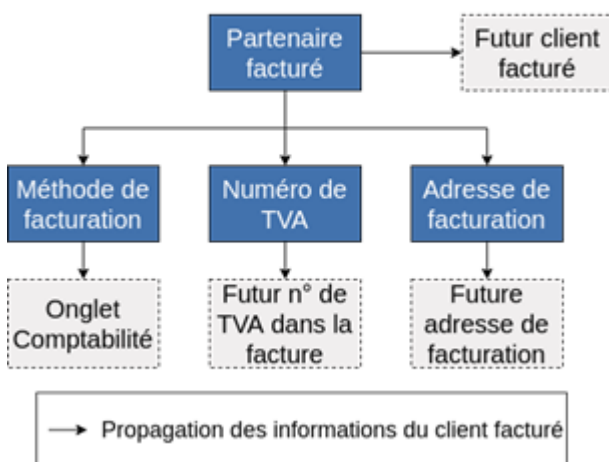 Partenaire
facturé
Futur client
facturé
Méthode de
facturation
Numéro de
TVA
Adresse de
facturation
Onglet
Comptabilité
Futur n° de
TVA dans la
facture
Future
adresse de
facturation
Propagation des informations du client facturé